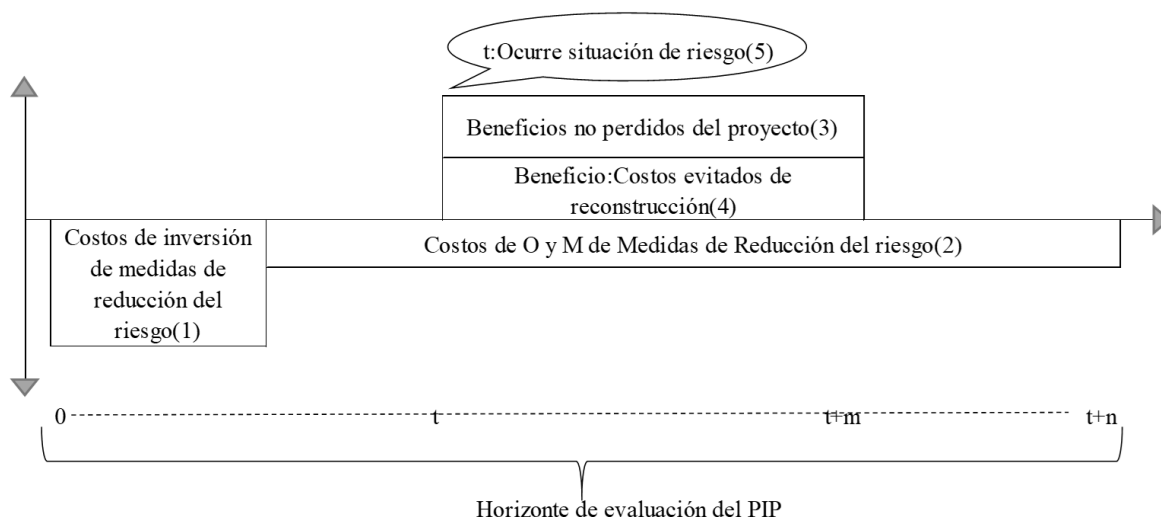 t:Ocurre situación de riesgo(5)
Beneficios no perdidos del proyecto(3)
Beneficio:Costos evitados de
reconstrucción(4)
Costos de inversión
de medidas de
reducción del
riesgo(1)
Costos de O y M de Medidas de Reducción del riesgo(2)
0 t t+m t+n
Horizonte de evaluación del PIP